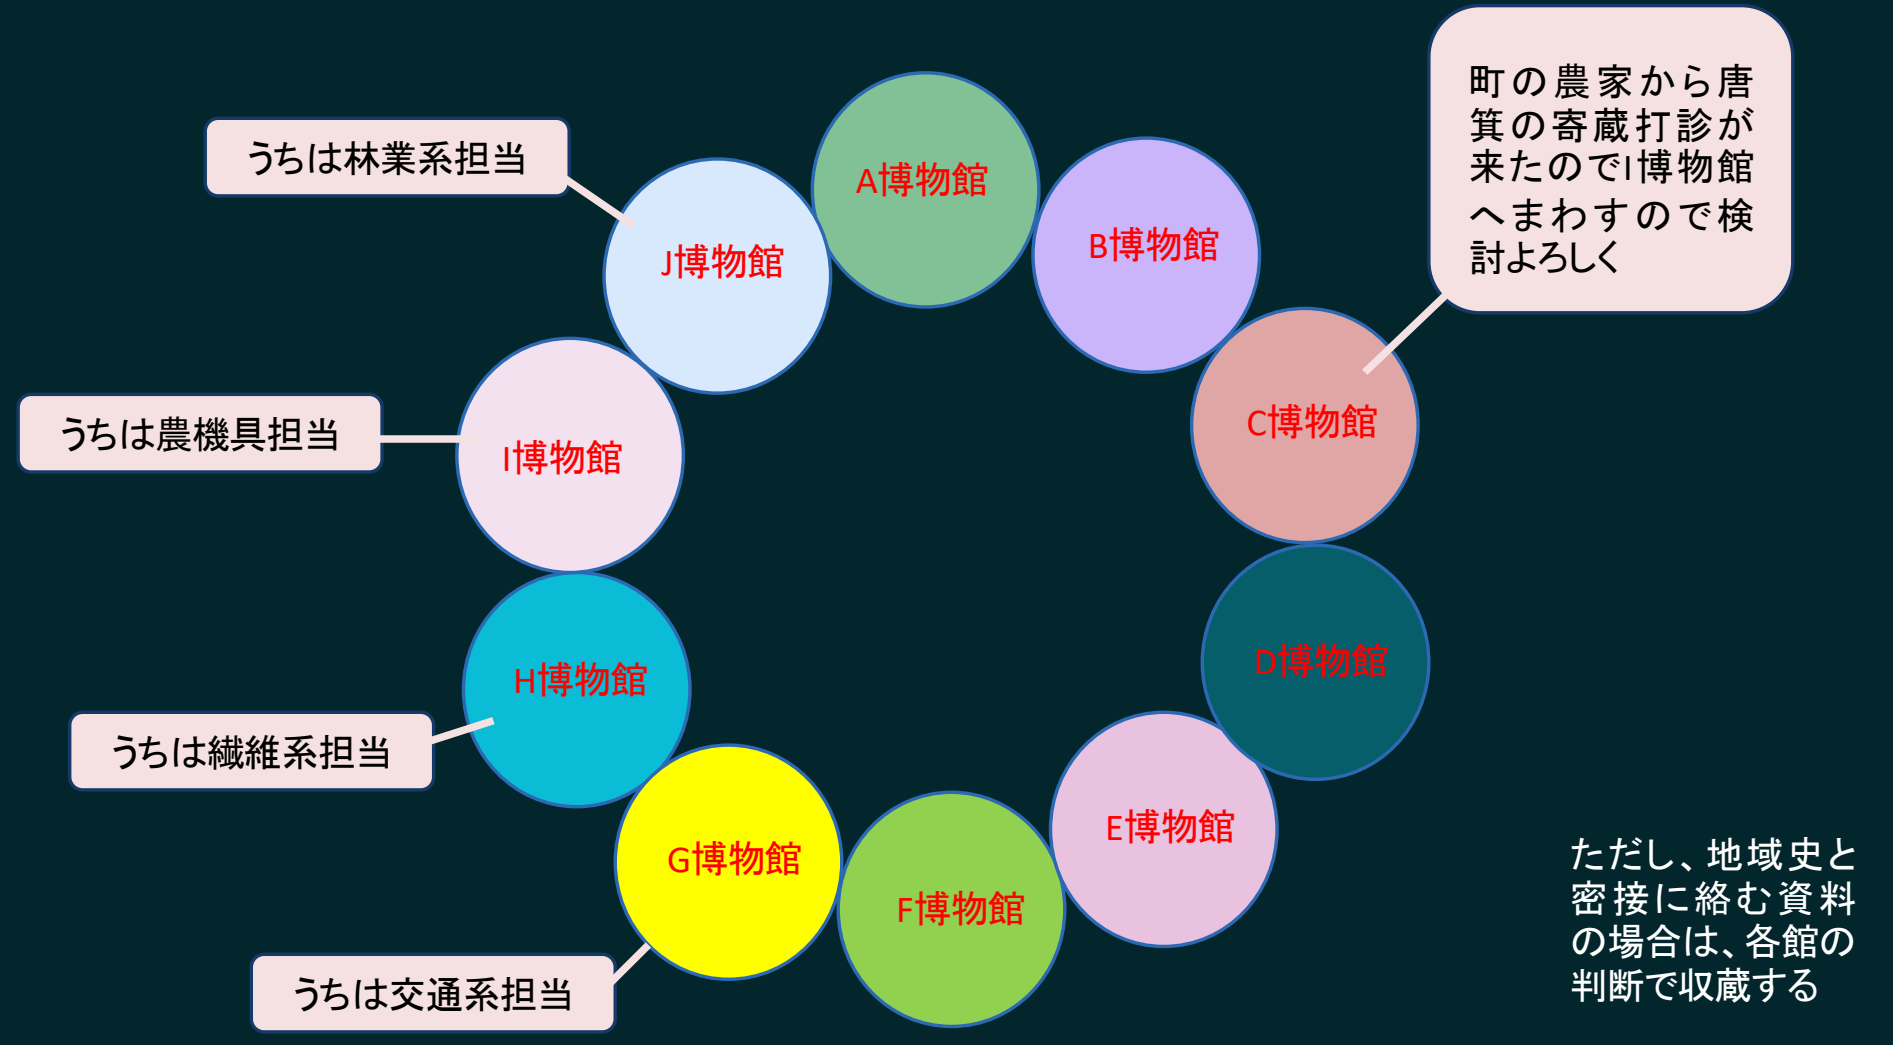 町の農家から唐
箕の寄蔵打診が
来たのでI博物館
へまわすので検
討よろしく
うちは林業系担当
A博物館
J博物館
B博物館
C博物館
うちは農機具担当
I博物館
D博物館
H博物館
うちは繊維系担当
E博物館
G博物館
F博物館
うちは交通系担当
ただし、地域史と
密接に絡む資料
の場合は、各館の
判断で収蔵する